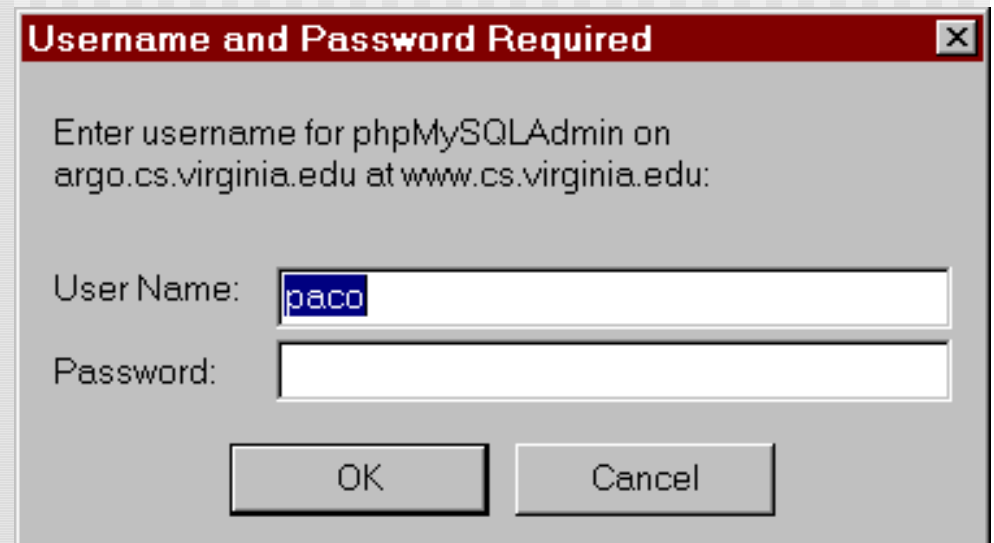 Username and Password Required
Enter username for phpMySQLAdmin on
argo.cs.virginia.edu at www.cs.virginia.edu:
User Name: paco
Password:
OK Cancel